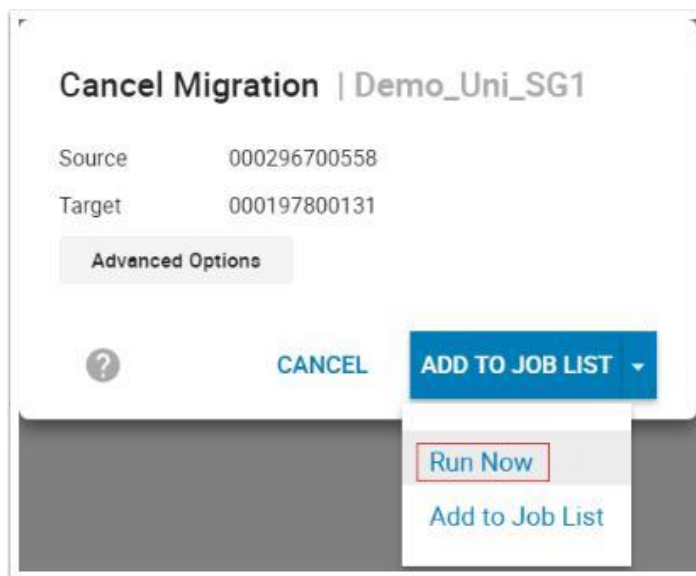 Cancel Migration | Demo_Uni_SG1
Source 000296700558
Target 000197800131
Advanced Options
? CANCEL ADD TO JOB LIST
Run Now
Add to Job List